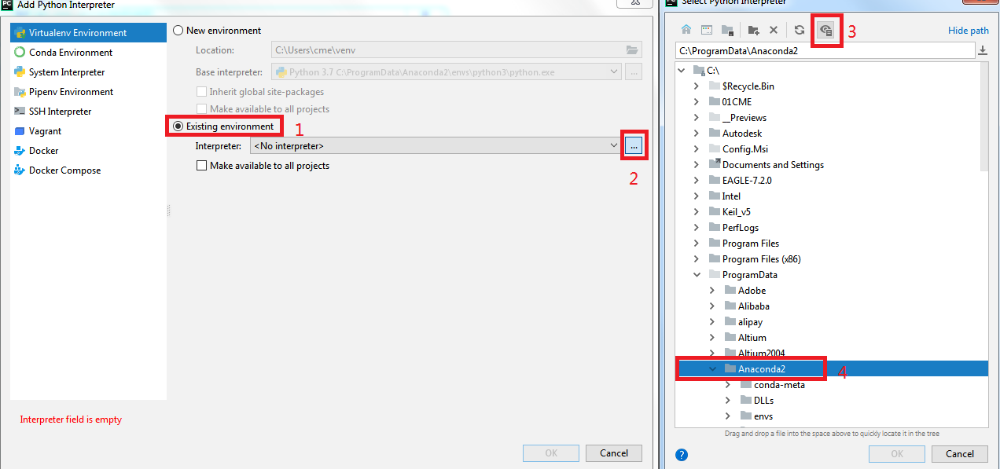 Add Python Interpreter
Virtualenv Environment
Conda Environment
System Interpreter
Pipenv Environment
SSH Interpreter
Vagrant
Docker
Docker Compose
Interpreter field is empty
New environment
Location: C:\Users\cme\venv
Base interpreter: Python 3.7 C:\ProgramData\Anaconda2\envs\python3\python.exe ...
Inherit global site-packages
Make available to all projects
Existing environment 1
Interpreter: <No interpreter> ...
2
Make available to all projects
OK Cancel
Select Python Interpreter
3
Hide path
C:\ProgramData\Anaconda2
C:\
$Recycle.Bin
01CME
__Previews
Autodesk
Config.Msi
Documents and Settings
EAGLE-7.2.0
Intel
Keil_v5
PerfLogs
Program Files
Program Files (x86)
ProgramData
Adobe
Alibaba
alipay
Altium
Altium2004
Anaconda2 4
conda-meta
DLLs
envs
Drag and drop a file into the space above to quickly locate it in the tree
? OK Cancel